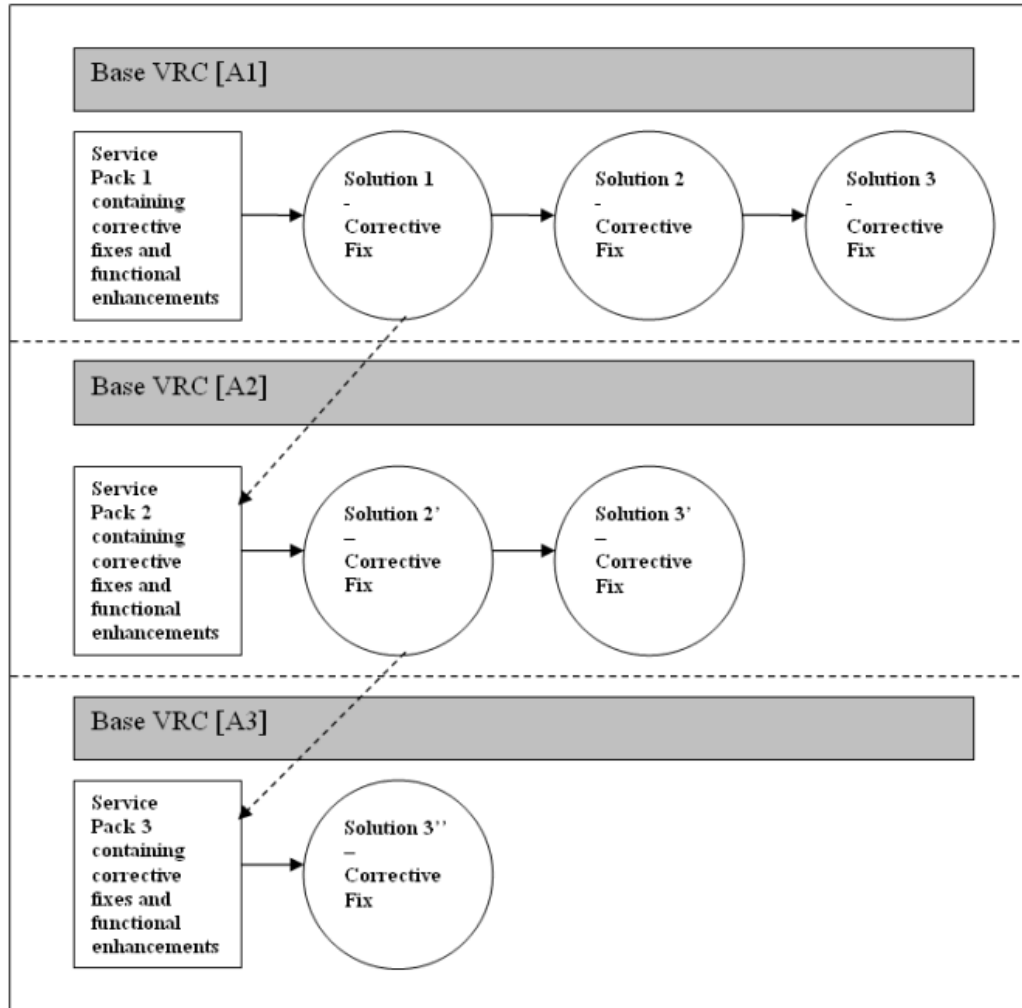 Base VRC [A1]
Service
Pack 1
containing
corrective
fixes and
functional
enhancements
Solution 1
-
Corrective
Fix
Solution 2
-
Corrective
Fix
Solution 3
-
Corrective
Fix
Base VRC [A2]
Service
Pack 2
containing
corrective
fixes and
functional
enhancements
Solution 2’
–
Corrective
Fix
Solution 3’
–
Corrective
Fix
Base VRC [A3]
Service
Pack 3
containing
corrective
fixes and
functional
enhancements
Solution 3’’
–
Corrective
Fix